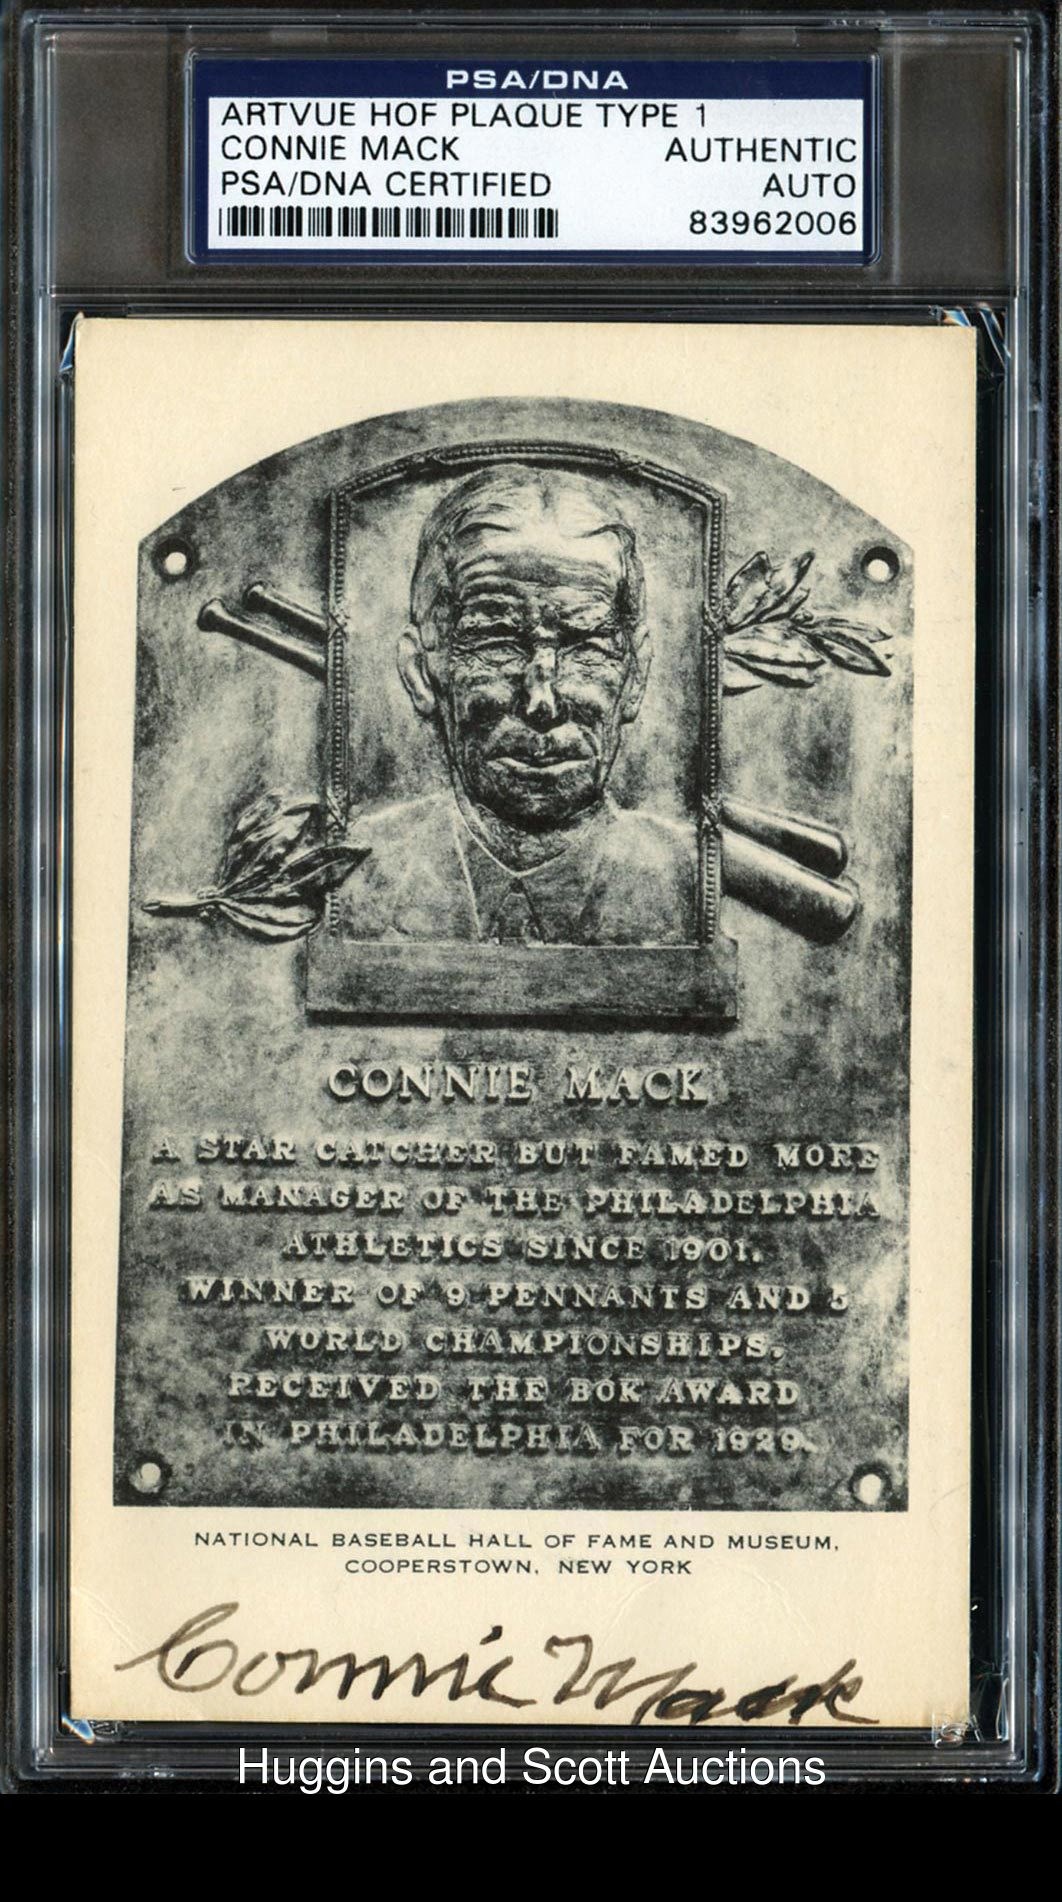 PSA/DNA
ARTVUE HOF PLAQUE TYPE 1
CONNIE MACK AUTHENTIC
PSA/DNA CERTIFIED AUTO
83962006
CONNIE MACK
A STAR CATCHER BUT FAMED MORE
AS MANAGER OF THE PHILADELPHIA
ATHLETICS SINCE 1901.
WINNER OF 9 PENNANTS AND 5
WORLD CHAMPIONSHIPS.
RECEIVED THE BOK AWARD
IN PHILADELPHIA FOR 1929.
NATIONAL BASEBALL HALL OF FAME AND MUSEUM,
COOPERSTOWN, NEW YORK
Connie Mack
Huggins and Scott Auctions